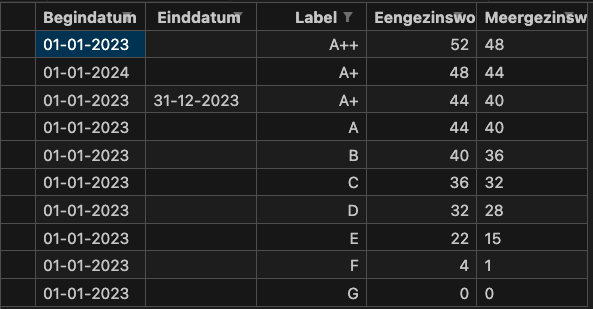 Begindatum Einddatum Label Eengezinswo Meergezinsw
01-01-2023 A++ 52 48
01-01-2024 A+ 48 44
01-01-2023 31-12-2023 A+ 44 40
01-01-2023 A 44 40
01-01-2023 B 40 36
01-01-2023 C 36 32
01-01-2023 D 32 28
01-01-2023 E 22 15
01-01-2023 F 4 1
01-01-2023 G 0 0